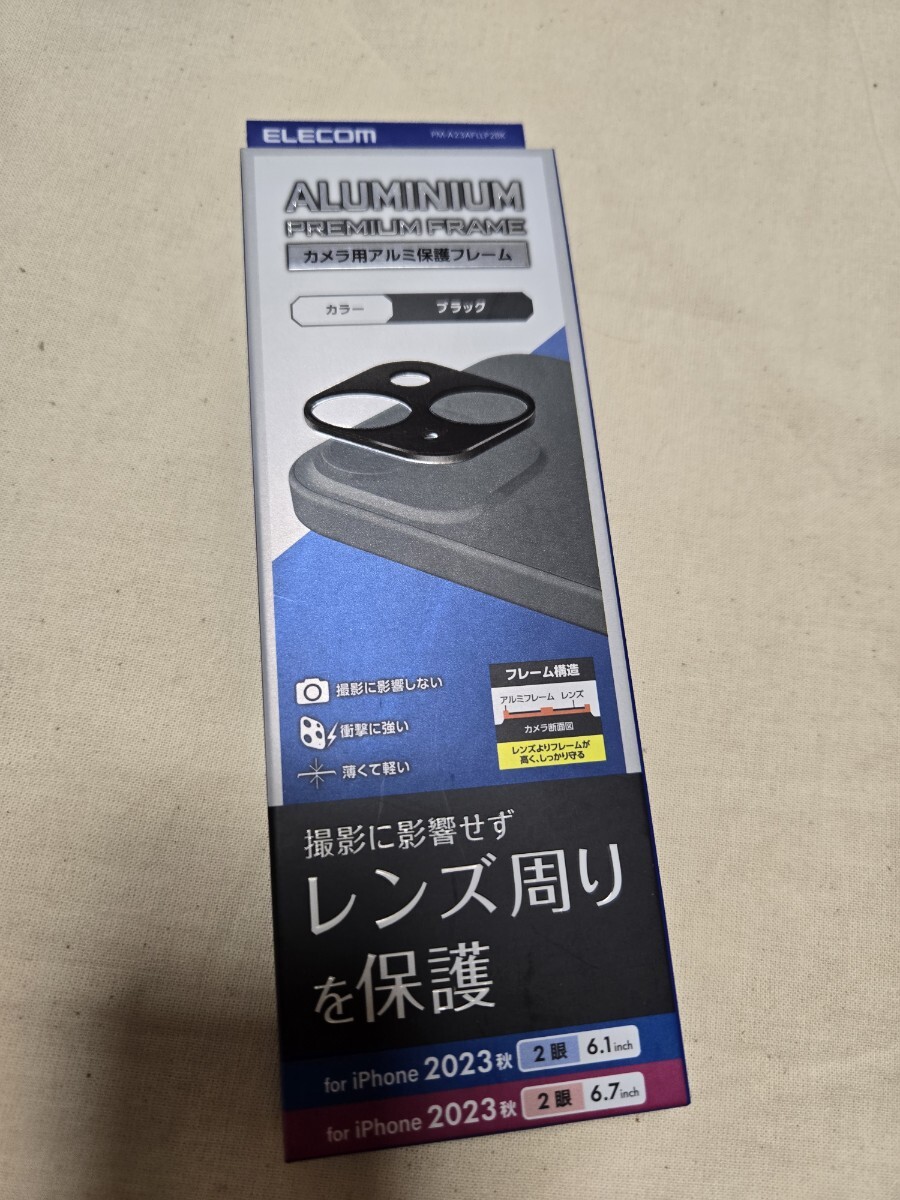 ELECOM PM-A23AFLLP2BK
ALUMINIUM
PREMIUM FRAME
カメラ用アルミ保護フレーム
カラー ブラック
撮影に影響しない
衝撃に強い
薄くて軽い
フレーム構造
アルミフレーム レンズ
カメラ断面図
レンズよりフレームが
高く、しっかり守る
撮影に影響せず
レンズ周り
を保護
for iPhone 2023秋 2眼 6.1inch
for iPhone 2023秋 2眼 6.7inch